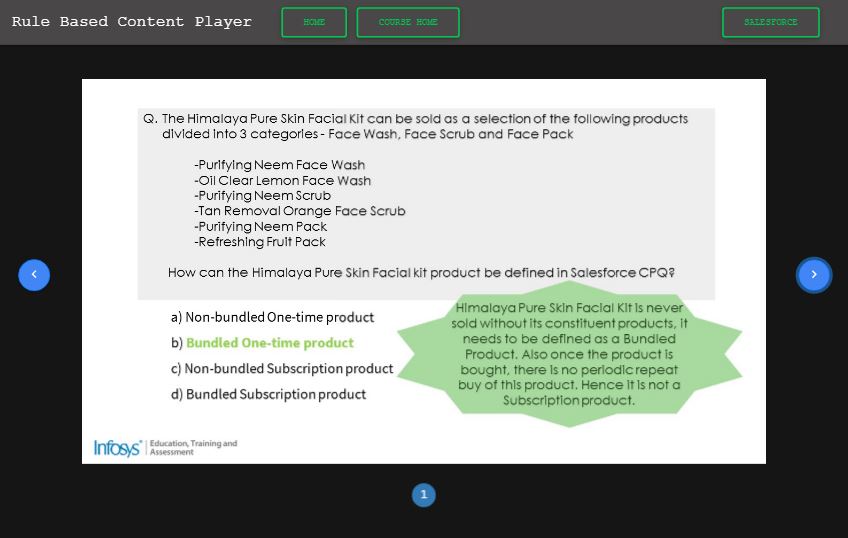 Rule Based Content Player
HOME
COURSE HOME
SALESFORCE
Q. The Himalaya Pure Skin Facial Kit can be sold as a selection of the following products
divided into 3 categories - Face Wash, Face Scrub and Face Pack
-Purifying Neem Face Wash
-Oil Clear Lemon Face Wash
-Purifying Neem Scrub
-Tan Removal Orange Face Scrub
-Purifying Neem Pack
-Refreshing Fruit Pack
How can the Himalaya Pure Skin Facial kit product be defined in Salesforce CPQ?
a) Non-bundled One-time product
b) Bundled One-time product
c) Non-bundled Subscription product
d) Bundled Subscription product
Himalaya Pure Skin Facial Kit is never
sold without its constituent products, it
needs to be defined as a Bundled
Product. Also once the product is
bought, there is no periodic repeat
buy of this product. Hence it is not a
Subscription product.
Infosys®
Education, Training and
Assessment
1